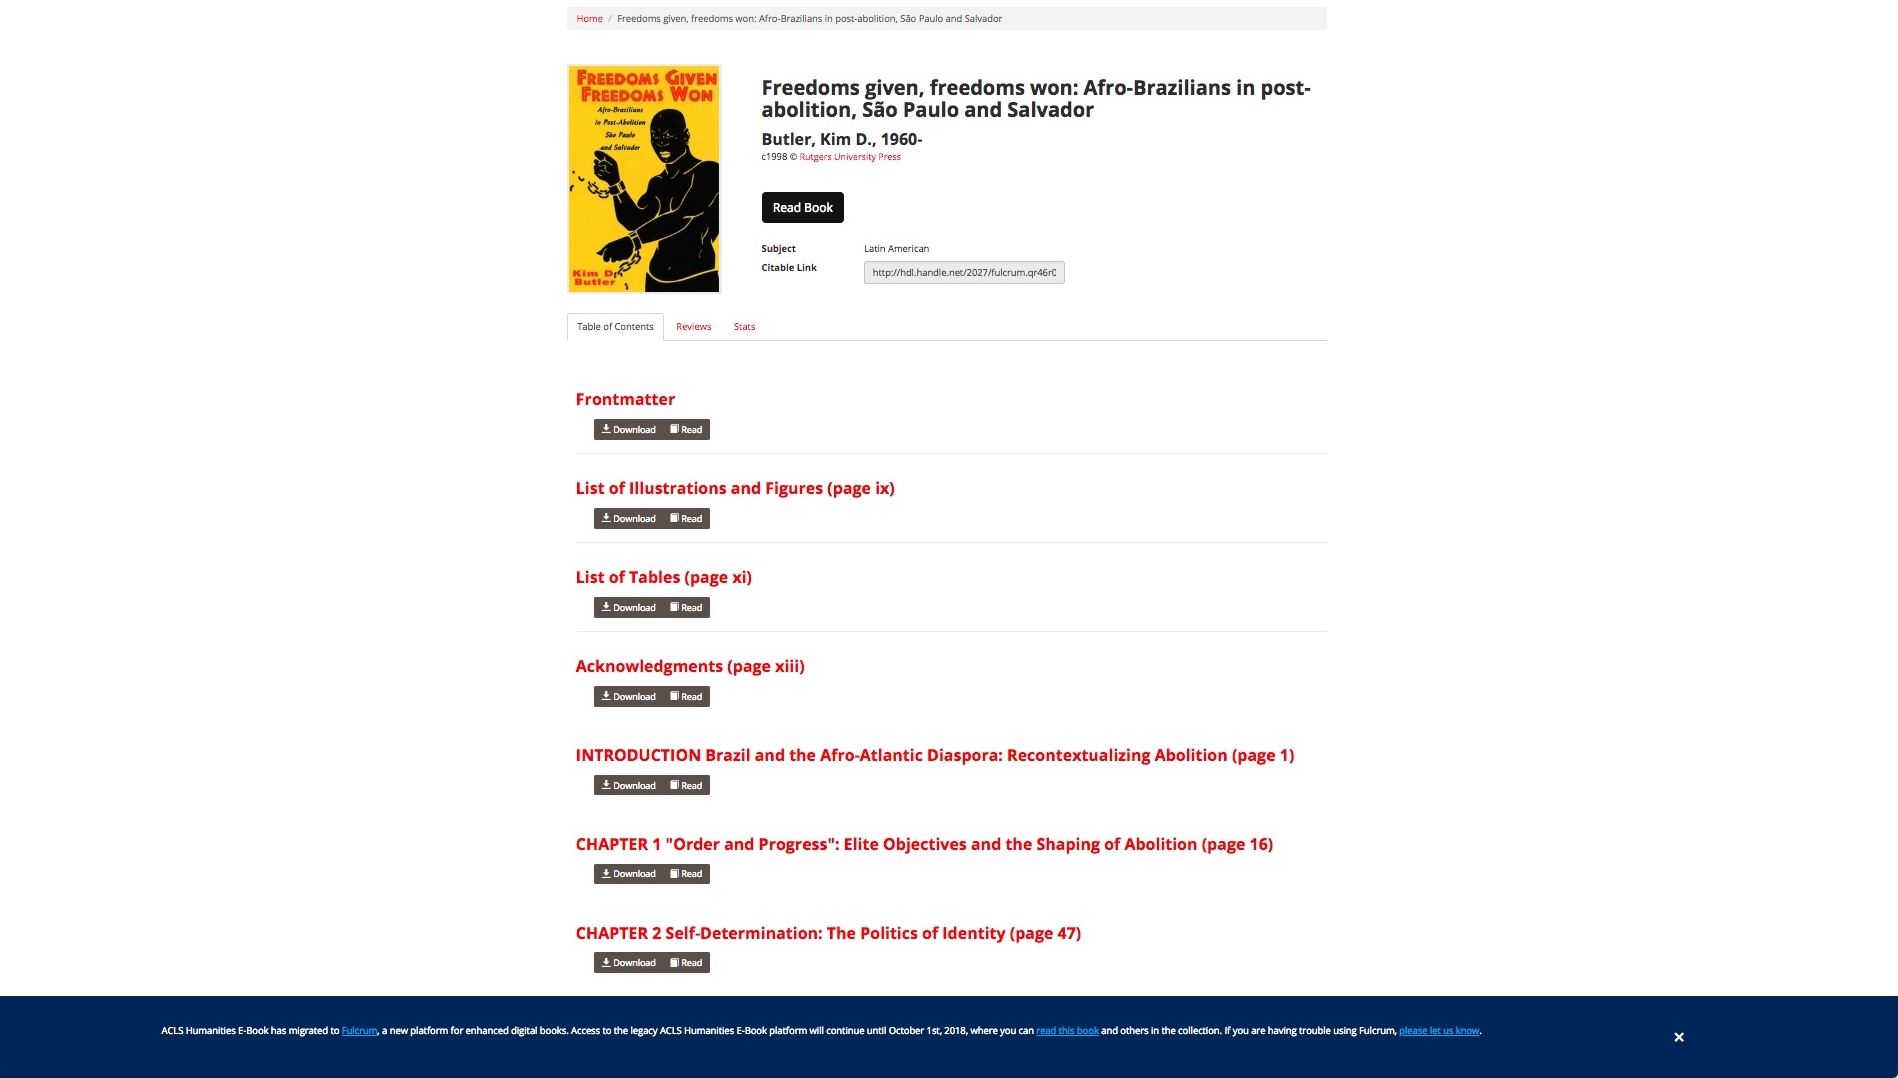 Home / Freedoms given, freedoms won: Afro-Brazilians in post-abolition, São Paulo and Salvador
FREEDOMS GIVEN
FREEDOMS WON
Afro-Brazilians
in Post-Abolition
São Paulo
and Salvador
Kim D.
Butler
Freedoms given, freedoms won: Afro-Brazilians in post-
abolition, São Paulo and Salvador
Butler, Kim D., 1960-
c1998 © Rutgers University Press
Read Book
Subject Latin American
Citable Link http://hdl.handle.net/2027/fulcrum.qr46r0
Table of Contents Reviews Stats
Frontmatter
Download Read
List of Illustrations and Figures (page ix)
Download Read
List of Tables (page xi)
Download Read
Acknowledgments (page xiii)
Download Read
INTRODUCTION Brazil and the Afro-Atlantic Diaspora: Recontextualizing Abolition (page 1)
Download Read
CHAPTER 1 "Order and Progress": Elite Objectives and the Shaping of Abolition (page 16)
Download Read
CHAPTER 2 Self-Determination: The Politics of Identity (page 47)
Download Read
ACLS Humanities E-Book has migrated to Fulcrum, a new platform for enhanced digital books. Access to the legacy ACLS Humanities E-Book platform will continue until October 1st, 2018, where you can read this book and others in the collection. If you are having trouble using Fulcrum, please let us know.